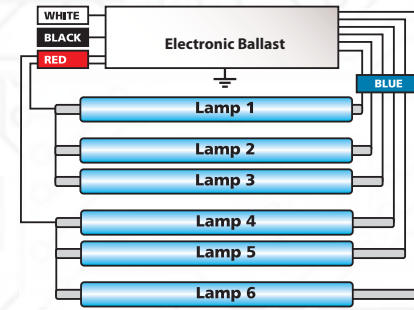 WHITE
BLACK
RED
Electronic Ballast
BLUE
Lamp 1
Lamp 2
Lamp 3
Lamp 4
Lamp 5
Lamp 6